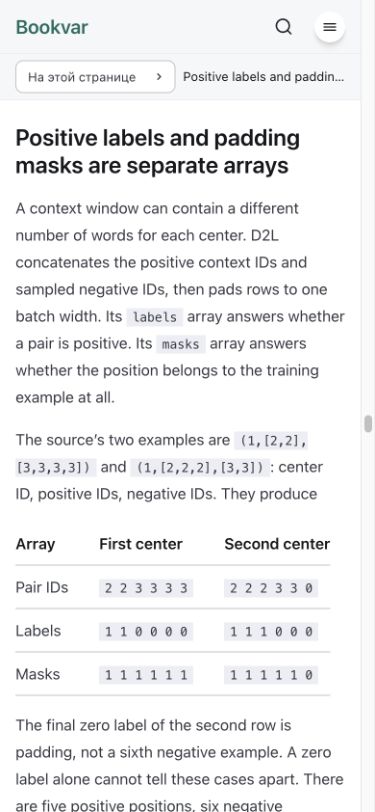 Bookvar
На этой странице
Positive labels and paddin...
Positive labels and padding
masks are separate arrays
A context window can contain a different
number of words for each center. D2L
concatenates the positive context IDs and
sampled negative IDs, then pads rows to one
batch width. Its labels array answers whether
a pair is positive. Its masks array answers
whether the position belongs to the training
example at all.
The source's two examples are (1,[2,2],
[3,3,3,3]) and (1,[2,2,2],[3,3]) : center
ID, positive IDs, negative IDs. They produce
Array First center Second center
Pair IDs 2 2 3 3 3 3 2 2 2 3 3 0
Labels 1 1 0 0 0 0 1 1 1 0 0 0
Masks 1 1 1 1 1 1 1 1 1 1 1 0
The final zero label of the second row is
padding, not a sixth negative example. A zero
label alone cannot tell these cases apart. There
are five positive positions, six negative